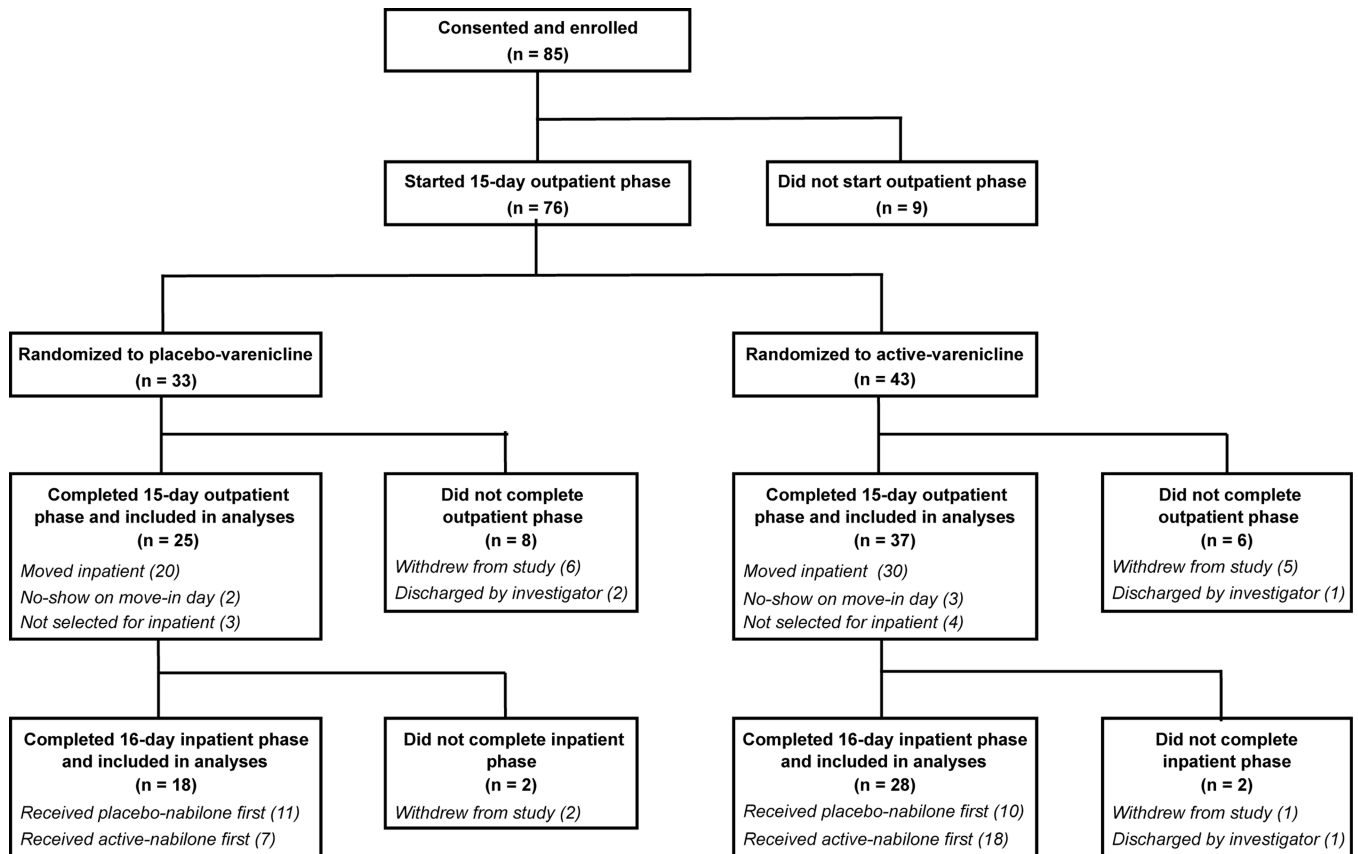 Consented and enrolled
(n = 85)
Started 15-day outpatient phase
(n = 76)
Did not start outpatient phase
(n = 9)
Randomized to placebo-varenicline
(n = 33)
Randomized to active-varenicline
(n = 43)
Completed 15-day outpatient
phase and included in analyses
(n = 25)
Moved inpatient (20)
No-show on move-in day (2)
Not selected for inpatient (3)
Did not complete
outpatient phase
(n = 8)
Withdrew from study (6)
Discharged by investigator (2)
Completed 15-day outpatient
phase and included in analyses
(n = 37)
Moved inpatient (30)
No-show on move-in day (3)
Not selected for inpatient (4)
Did not complete
outpatient phase
(n = 6)
Withdrew from study (5)
Discharged by investigator (1)
Completed 16-day inpatient phase
and included in analyses
(n = 18)
Received placebo-nabilone first (11)
Received active-nabilone first (7)
Did not complete inpatient
phase
(n = 2)
Withdrew from study (2)
Completed 16-day inpatient phase
and included in analyses
(n = 28)
Received placebo-nabilone first (10)
Received active-nabilone first (18)
Did not complete
inpatient phase
(n = 2)
Withdrew from study (1)
Discharged by investigator (1)